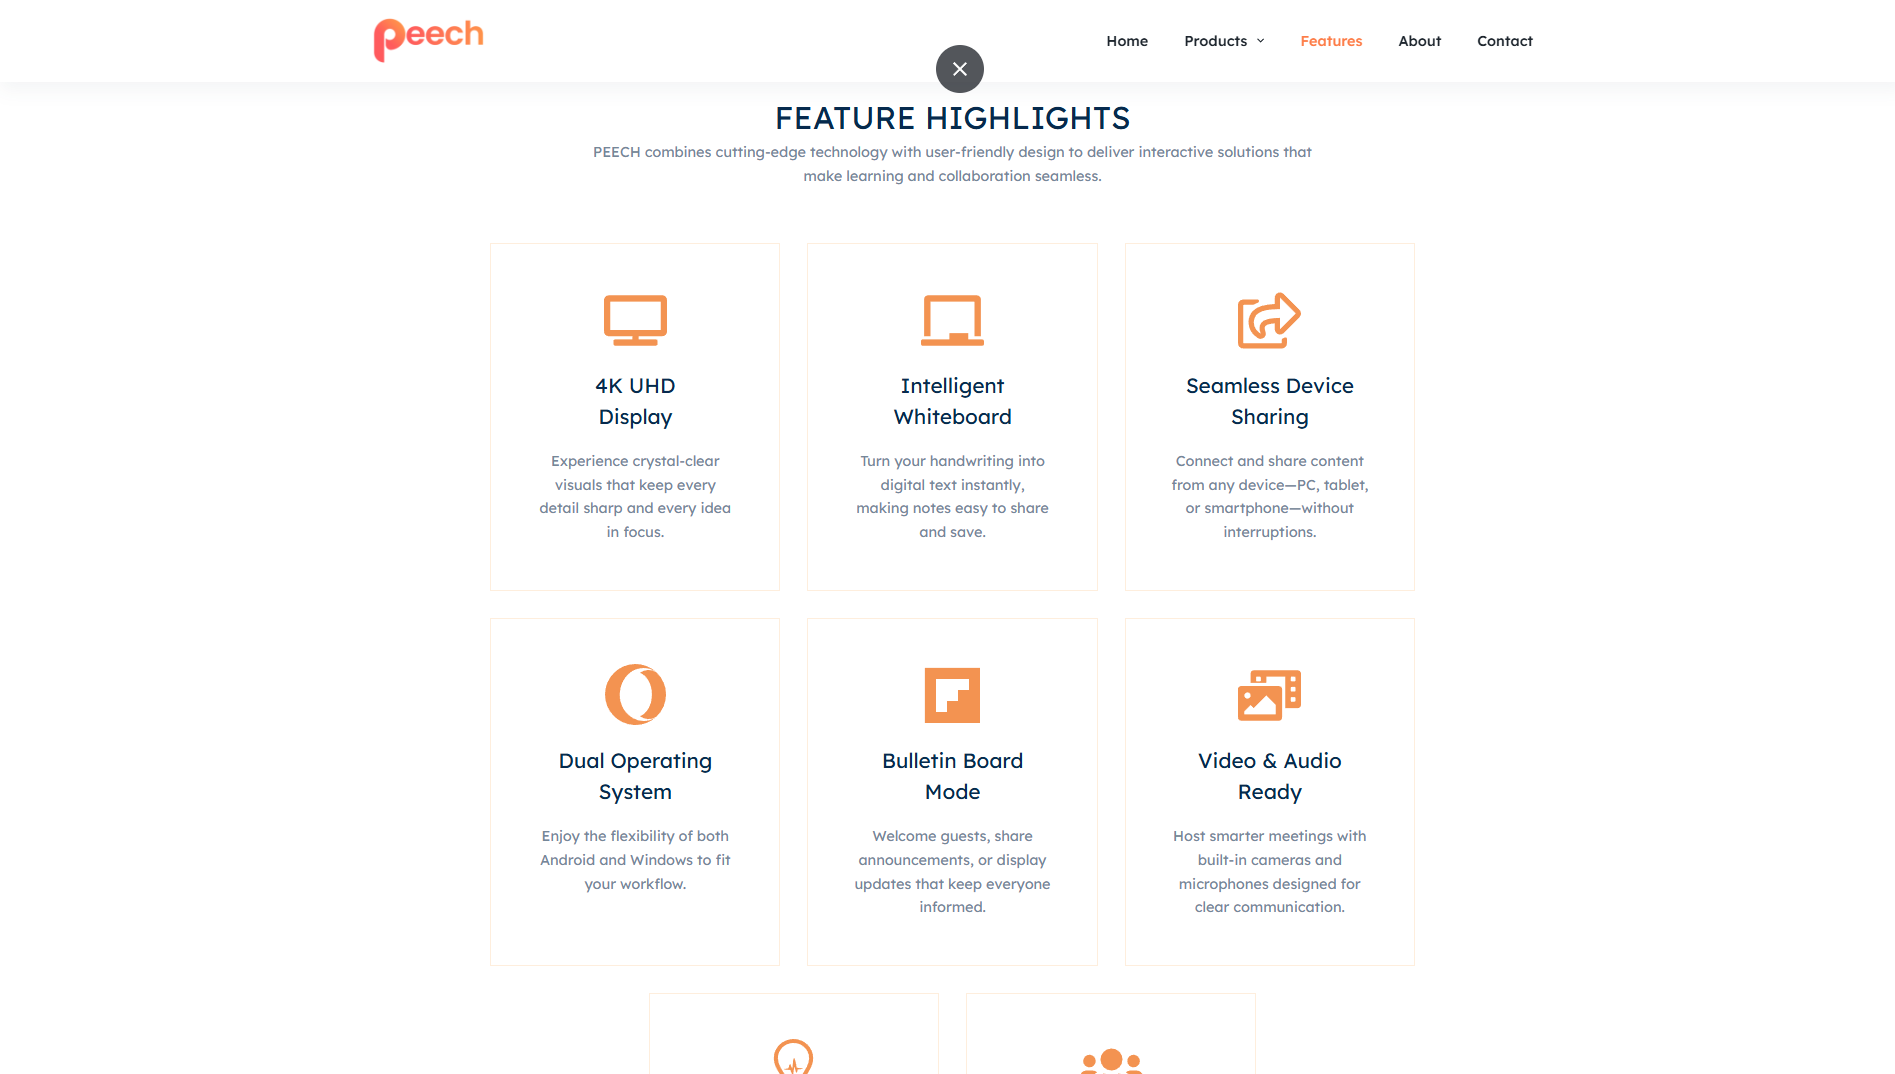 peech
Home
Products
Features
About
Contact
FEATURE HIGHLIGHTS
PEECH combines cutting-edge technology with user-friendly design to deliver interactive solutions that
make learning and collaboration seamless.
4K UHD
Display
Experience crystal-clear
visuals that keep every
detail sharp and every idea
in focus.
Intelligent
Whiteboard
Turn your handwriting into
digital text instantly,
making notes easy to share
and save.
Seamless Device
Sharing
Connect and share content
from any device—PC, tablet,
or smartphone—without
interruptions.
Dual Operating
System
Enjoy the flexibility of both
Android and Windows to fit
your workflow.
Bulletin Board
Mode
Welcome guests, share
announcements, or display
updates that keep everyone
informed.
Video & Audio
Ready
Host smarter meetings with
built-in cameras and
microphones designed for
clear communication.